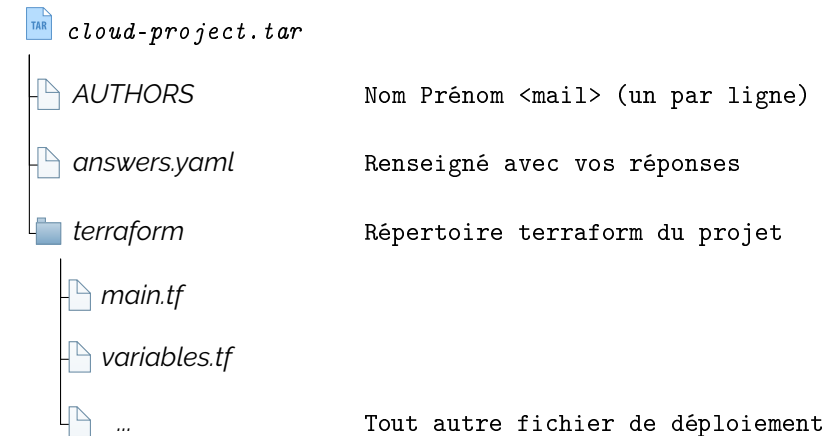 TAR cloud-project.tar
AUTHORS Nom Prénom <mail> (un par ligne)
answers.yaml Renseigné avec vos réponses
terraform Répertoire terraform du projet
main.tf
variables.tf
... Tout autre fichier de déploiement